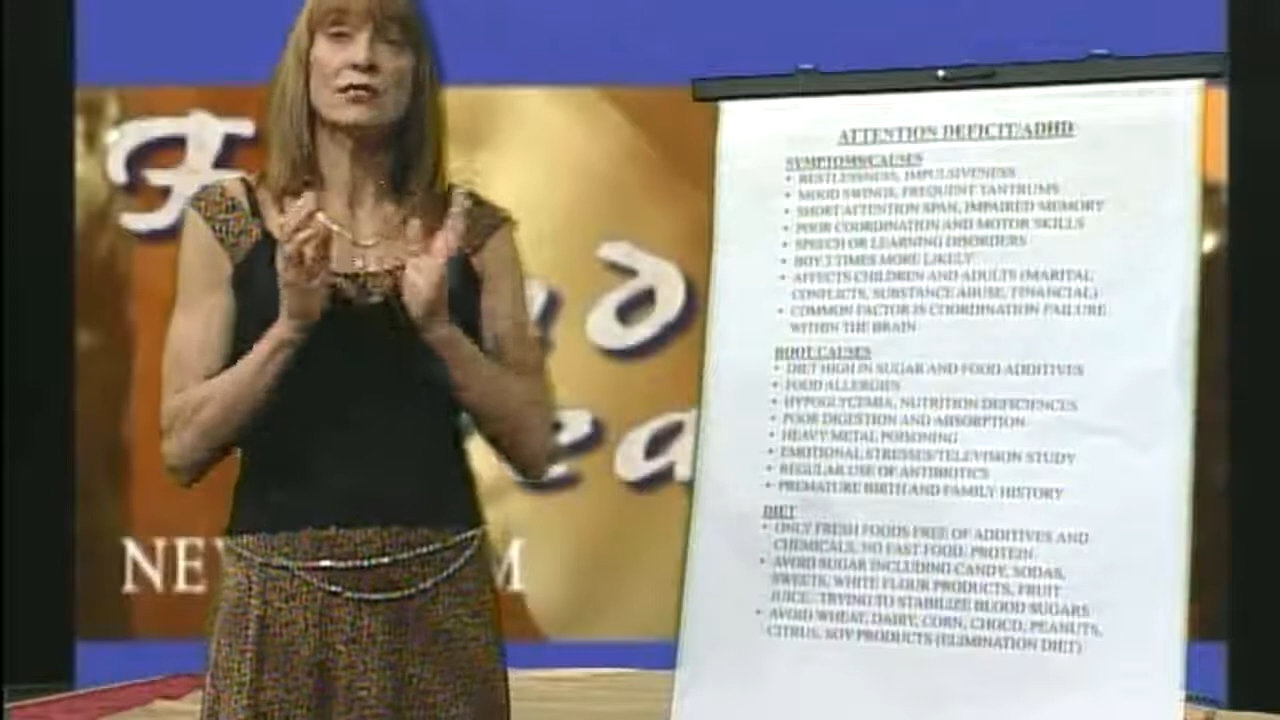 F
d
ea
NE M
ATTENTION DEFICIT/ADHD
SYMPTOMS/CAUSES
• RESTLESSNESS, IMPULSIVENESS
• MOOD SWINGS, FREQUENT TANTRUMS
• SHORT ATTENTION SPAN, IMPAIRED MEMORY
• POOR COORDINATION AND MOTOR SKILLS
• SPEECH OR LEARNING DISORDERS
• BOY 3 TIMES MORE LIKELY
• AFFECTS CHILDREN AND ADULTS (MARITAL
CONFLICTS, SUBSTANCE ABUSE, FINANCIAL)
• COMMON FACTOR IS COORDINATION FAILURE
WITHIN THE BRAIN
ROOT CAUSES
• DIET HIGH IN SUGAR AND FOOD ADDITIVES
• FOOD ALLERGIES
• HYPOGLYCEMIA, NUTRITION DEFICIENCES
• POOR DIGESTION AND ABSORPTION
• HEAVY METAL POISONING
• EMOTIONAL STRESSES/TELEVISION STUDY
• REGULAR USE OF ANTIBIOTICS
• PREMATURE BIRTH AND FAMILY HISTORY
DIET
• ONLY FRESH FOODS FREE OF ADDITIVES AND
CHEMICALS, NO FAST FOOD, PROTEIN
• AVOID SUGAR INCLUDING CANDY, SODAS,
SWEETS, WHITE FLOUR PRODUCTS, FRUIT
JUICE. TRYING TO STABILIZE BLOOD SUGARS
• AVOID WHEAT, DAIRY, CORN, CHOCO, PEANUTS,
CITRUS, SOY PRODUCTS (ELIMINATION DIET)